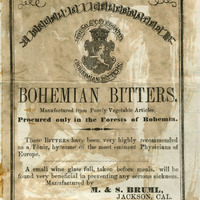 BOHEMIAN BITTERS,
Manufactured from Purely Vegetable Articles,
Procured only in the Forests of Bohemia.
These BITTERS have been very highly recommended
as a Tonic, by some of the most eminent Physicians of
Europe.
A small wine glass full, taken before meals, will be
found very beneficial in preventing any serious sickness.
Manufactured by
M. & S. BRUML,
JACKSON, CAL.